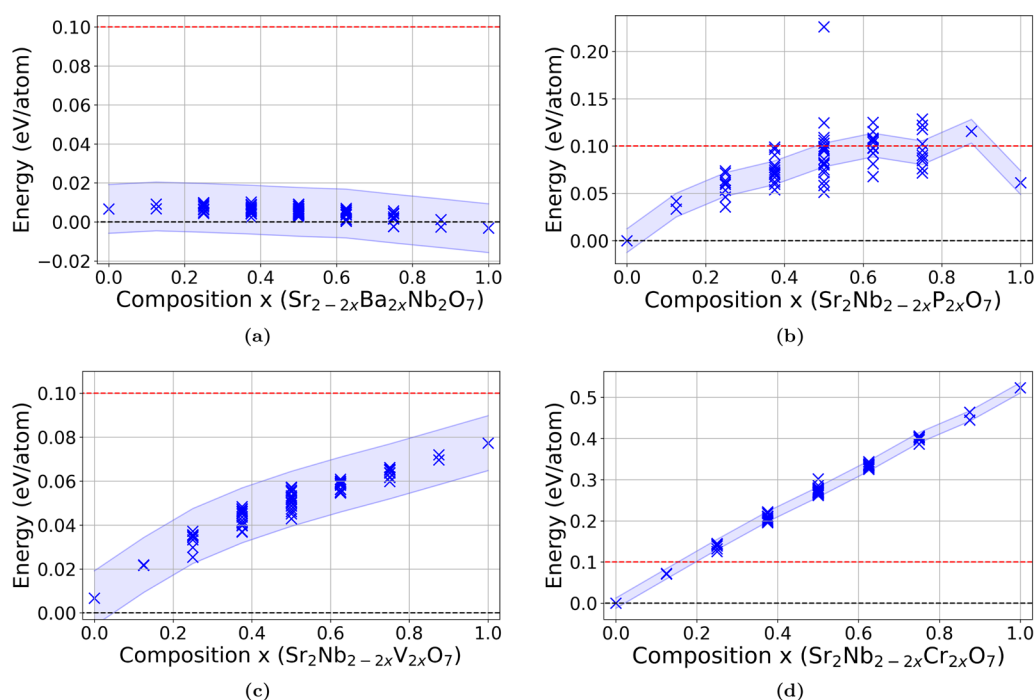 0.10
0.08
0.06
0.04
0.02
0.00
−0.02
Energy (eV/atom)
0.0 0.2 0.4 0.6 0.8 1.0
Composition x (Sr₂₋₂ₓBa₂ₓNb₂O₇)
(a)
0.20
0.15
0.10
0.05
0.00
Energy (eV/atom)
0.0 0.2 0.4 0.6 0.8 1.0
Composition x (Sr₂Nb₂₋₂ₓP₂ₓO₇)
(b)
0.10
0.08
0.06
0.04
0.02
0.00
Energy (eV/atom)
0.0 0.2 0.4 0.6 0.8 1.0
Composition x (Sr₂Nb₂₋₂ₓV₂ₓO₇)
(c)
0.5
0.4
0.3
0.2
0.1
0.0
Energy (eV/atom)
0.0 0.2 0.4 0.6 0.8 1.0
Composition x (Sr₂Nb₂₋₂ₓCr₂ₓO₇)
(d)